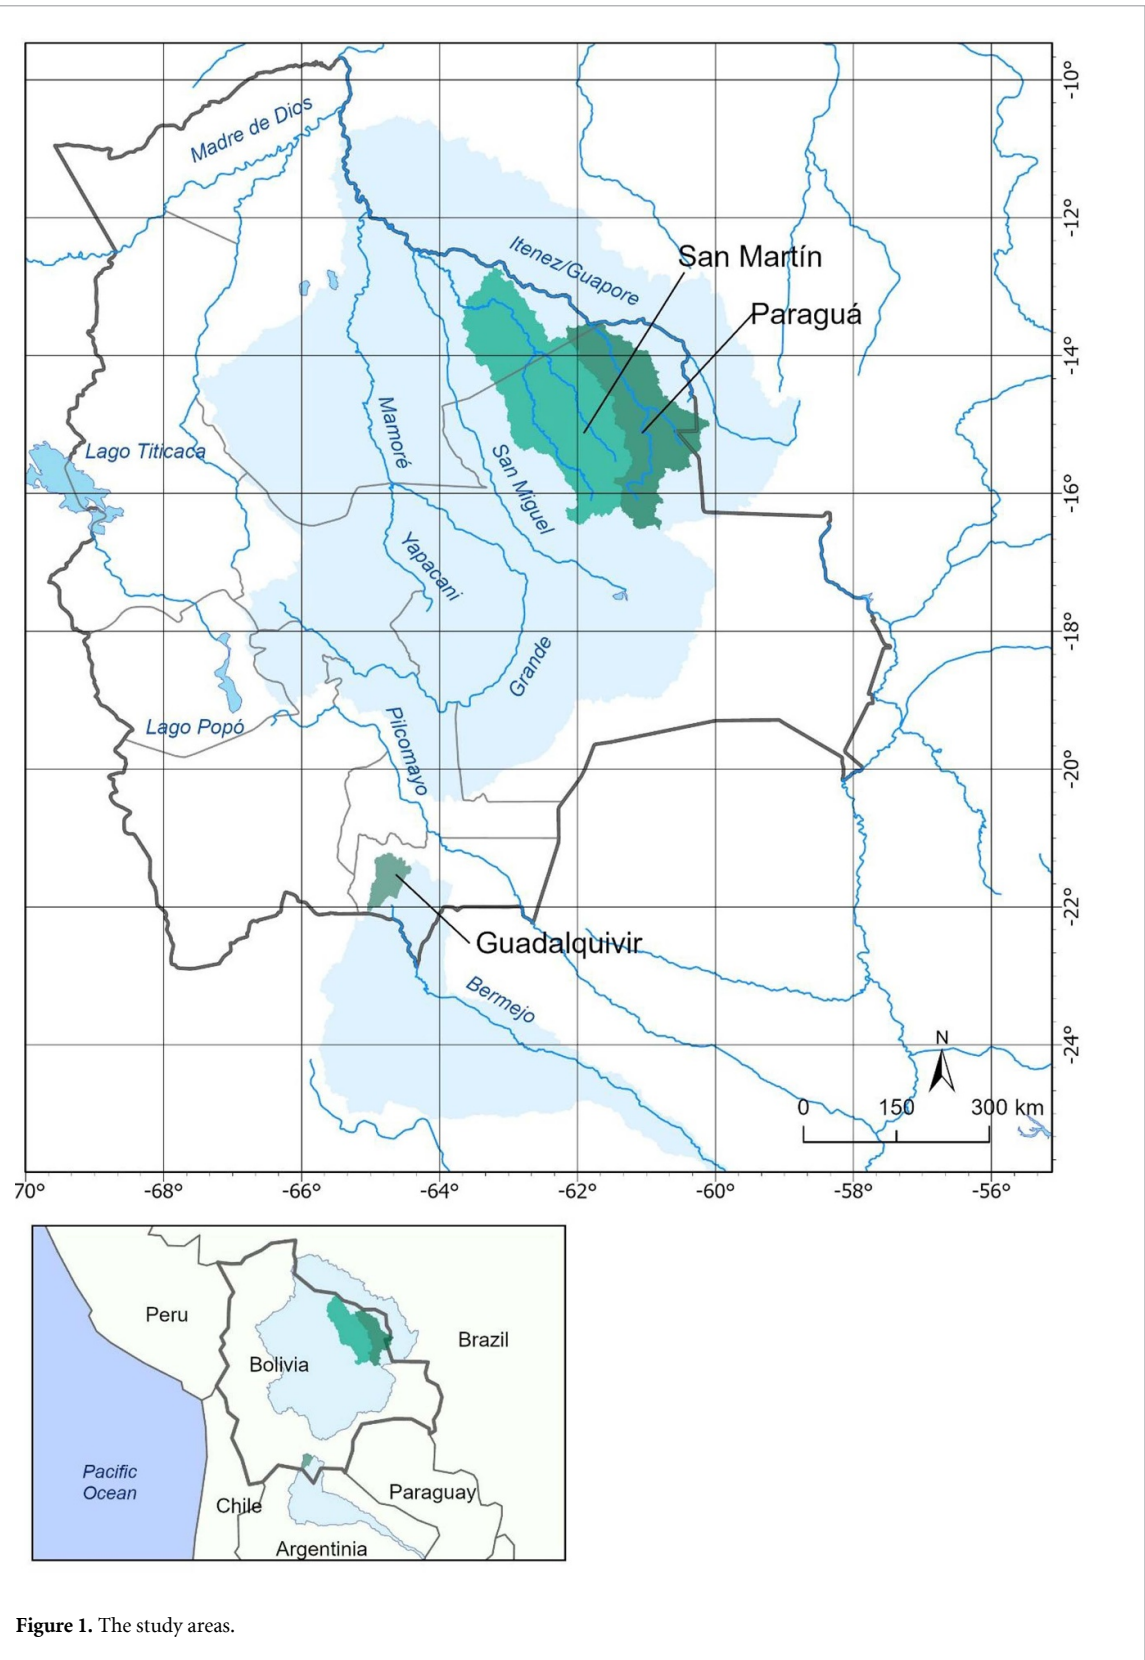 Madre de Dios
-10°
-12°
Itenez/Guapore
San Martín
Paraguá
-14°
Mamoré
Lago Titicaca
San Miguel
-16°
Yapacani
-18°
Grande
Pilcomayo
Lago Popó
-20°
-22°
Guadalquivir
Bermejo
-24°
N
0 150 300 km
70° -68° -66° -64° -62° -60° -58° -56°
Peru
Brazil
Bolivia
Pacific
Ocean
Chile
Paraguay
Argentinia
Figure 1. The study areas.